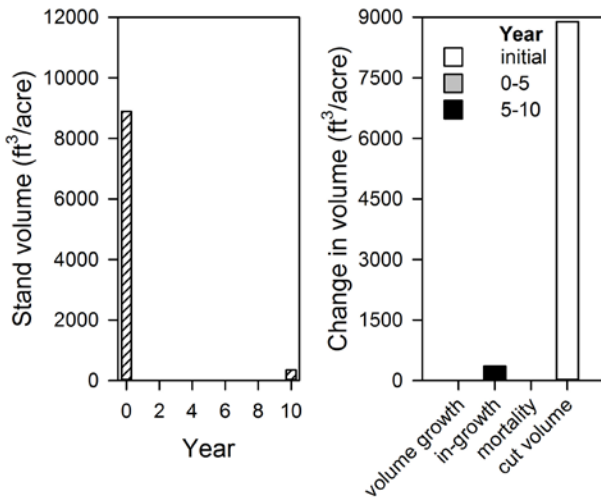 Stand volume (ft³/acre)
12000
10000
8000
6000
4000
2000
0
0 2 4 6 8 10
Year
Change in volume (ft³/acre)
9000
7500
6000
4500
3000
1500
0
Year
initial
0-5
5-10
volume growth
in-growth
mortality
cut volume